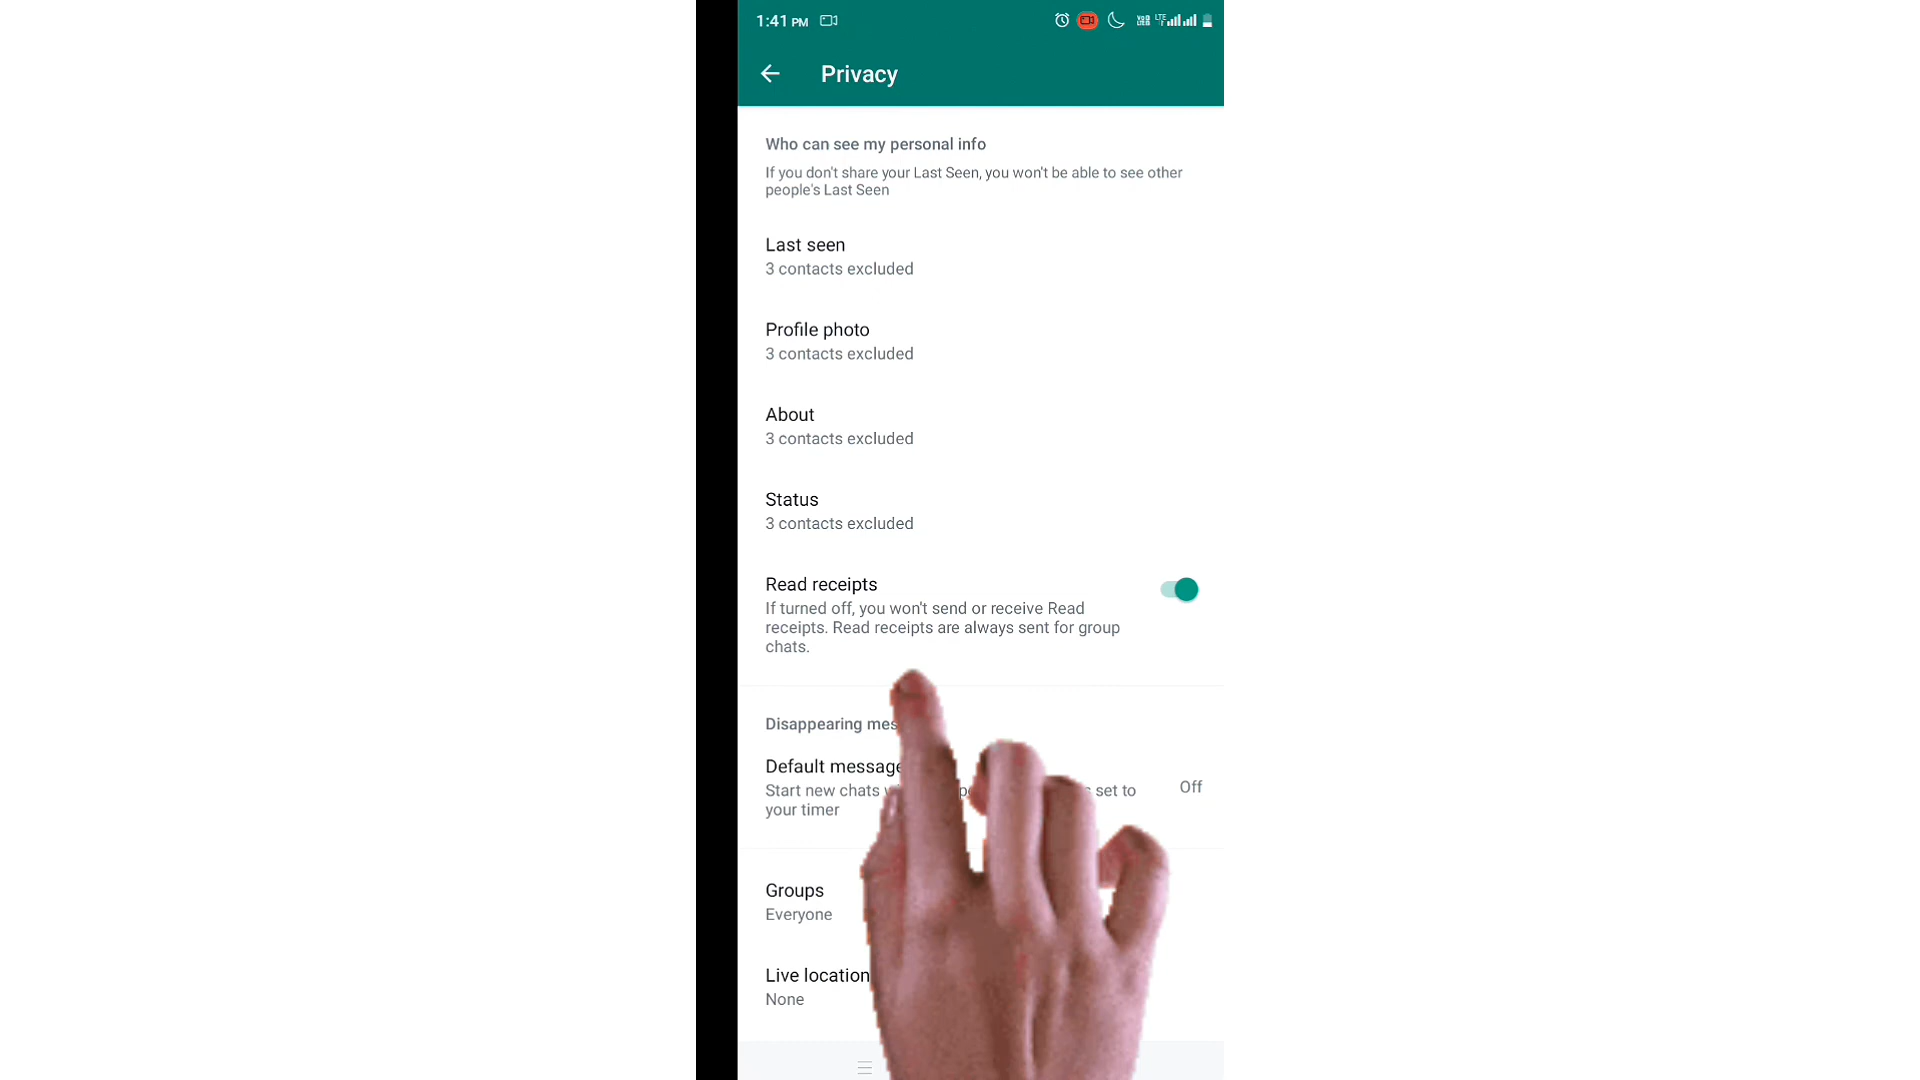 1:41 PM
Privacy
Who can see my personal info
If you don't share your Last Seen, you won't be able to see other
people's Last Seen
Last seen
3 contacts excluded
Profile photo
3 contacts excluded
About
3 contacts excluded
Status
3 contacts excluded
Read receipts
If turned off, you won't send or receive Read
receipts. Read receipts are always sent for group
chats.
Disappearing
Default message
Start new chats set to
your timer
Off
Groups
Everyone
Live location
None